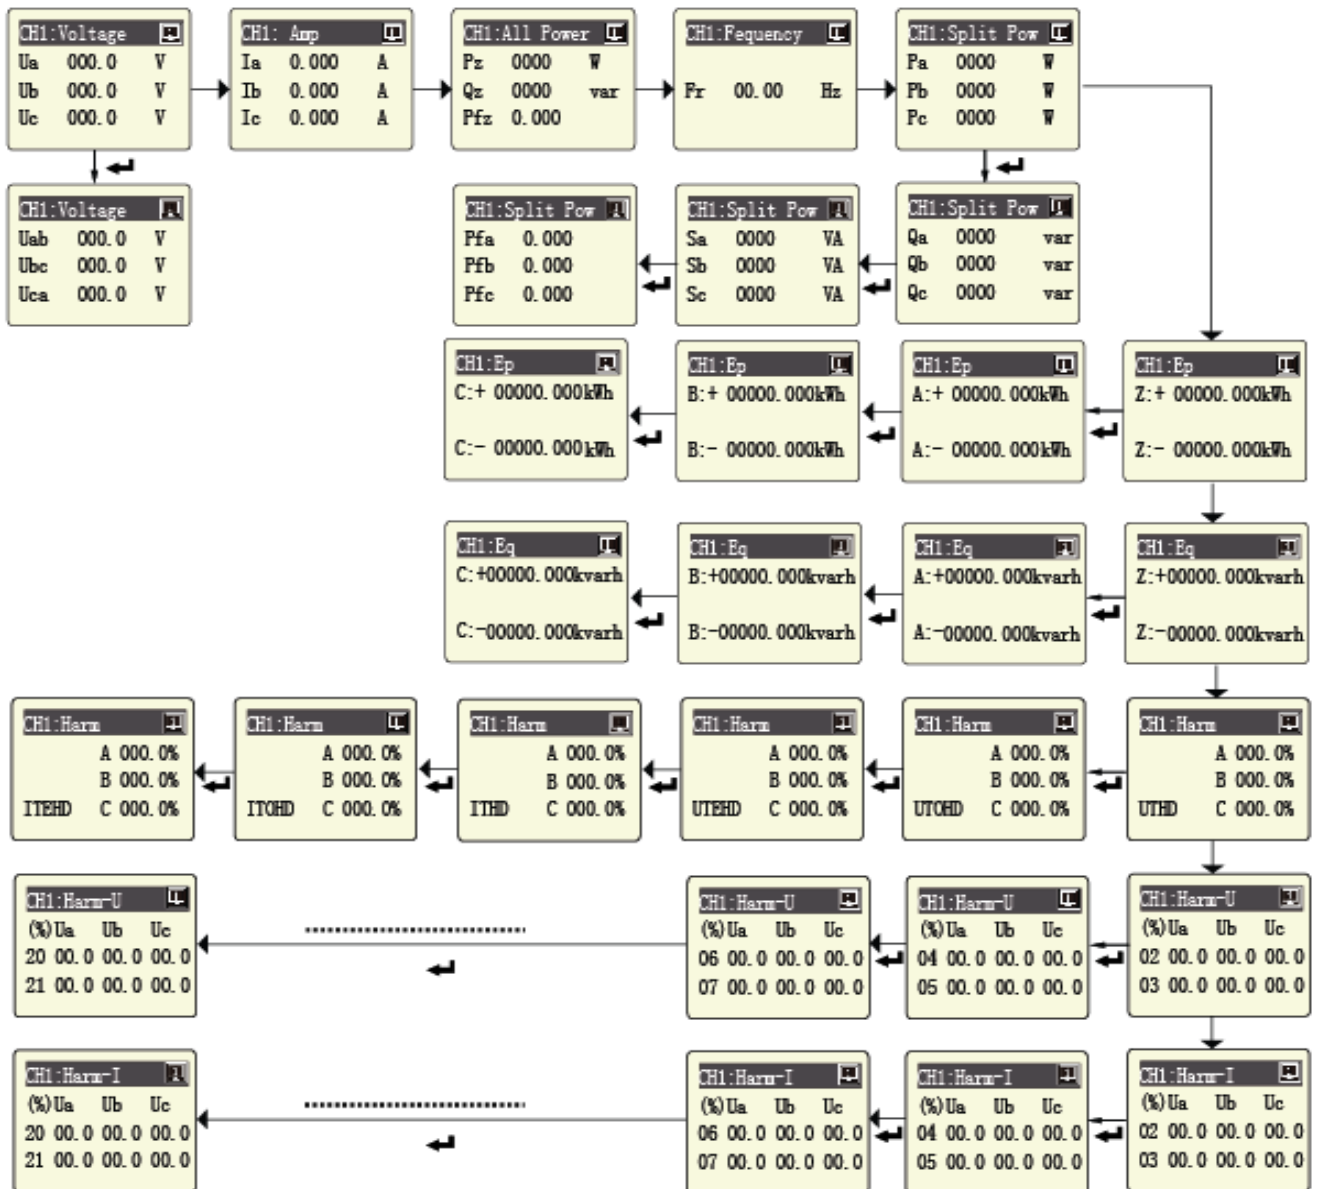 CH1:Voltage
Ua 000.0 V
Ub 000.0 V
Uc 000.0 V
CH1: Amp
Ia 0.000 A
Ib 0.000 A
Ic 0.000 A
CH1:All Power
Pz 0000 W
Qz 0000 var
Pfz 0.000
CH1:Fequency
Fr 00.00 Hz
CH1:Split Pow
Pa 0000 W
Pb 0000 W
Pc 0000 W
CH1:Voltage
Uab 000.0 V
Ubc 000.0 V
Uca 000.0 V
CH1:Split Pow
Pfa 0.000
Pfb 0.000
Pfc 0.000
CH1:Split Pow
Sa 0000 VA
Sb 0000 VA
Sc 0000 VA
CH1:Split Pow
Qa 0000 var
Qb 0000 var
Qc 0000 var
CH1:Ep
C:+ 00000.000kWh
C:- 00000.000kWh
CH1:Ep
B:+ 00000.000kWh
B:- 00000.000kWh
CH1:Ep
A:+ 00000.000kWh
A:- 00000.000kWh
CH1:Ep
Z:+ 00000.000kWh
Z:- 00000.000kWh
CH1:Eq
C:+00000.000kvarh
C:-00000.000kvarh
CH1:Eq
B:+00000.000kvarh
B:-00000.000kvarh
CH1:Eq
A:+00000.000kvarh
A:-00000.000kvarh
CH1:Eq
Z:+00000.000kvarh
Z:-00000.000kvarh
CH1:Harm
A 000.0%
B 000.0%
ITEHD C 000.0%
CH1:Harm
A 000.0%
B 000.0%
ITOHD C 000.0%
CH1:Harm
A 000.0%
B 000.0%
ITHD C 000.0%
CH1:Harm
A 000.0%
B 000.0%
UTEHD C 000.0%
CH1:Harm
A 000.0%
B 000.0%
UTOHD C 000.0%
CH1:Harm
A 000.0%
B 000.0%
UTHD C 000.0%
CH1:Harm-U
(%)Ua Ub Uc
20 00.0 00.0 00.0
21 00.0 00.0 00.0
CH1:Harm-U
(%)Ua Ub Uc
06 00.0 00.0 00.0
07 00.0 00.0 00.0
CH1:Harm-U
(%)Ua Ub Uc
04 00.0 00.0 00.0
05 00.0 00.0 00.0
CH1:Harm-U
(%)Ua Ub Uc
02 00.0 00.0 00.0
03 00.0 00.0 00.0
CH1:Harm-I
(%)Ua Ub Uc
20 00.0 00.0 00.0
21 00.0 00.0 00.0
CH1:Harm-I
(%)Ua Ub Uc
06 00.0 00.0 00.0
07 00.0 00.0 00.0
CH1:Harm-I
(%)Ua Ub Uc
04 00.0 00.0 00.0
05 00.0 00.0 00.0
CH1:Harm-I
(%)Ua Ub Uc
02 00.0 00.0 00.0
03 00.0 00.0 00.0